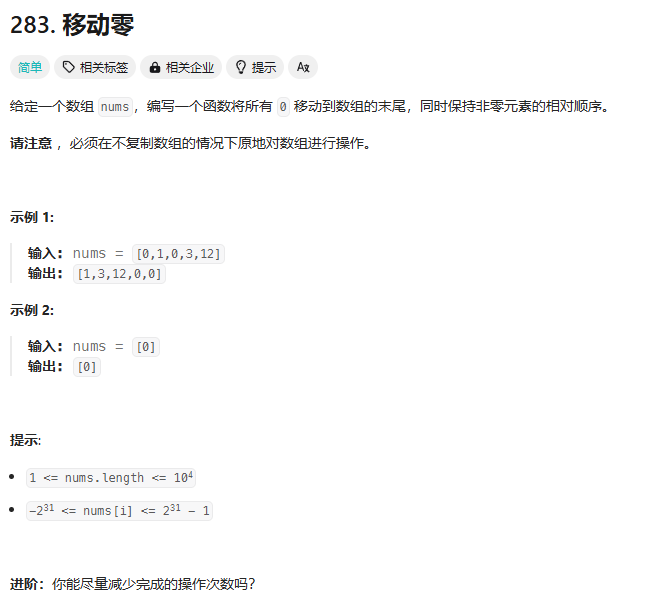 283. 移动零
简单 相关标签 相关企业 提示 Aあ
给定一个数组 nums，编写一个函数将所有 0 移动到数组的末尾，同时保持非零元素的相对顺序。
请注意 ，必须在不复制数组的情况下原地对数组进行操作。
示例 1:
输入: nums = [0,1,0,3,12]
输出: [1,3,12,0,0]
示例 2:
输入: nums = [0]
输出: [0]
提示:
1 <= nums.length <= 10⁴
-2³¹ <= nums[i] <= 2³¹ - 1
进阶：你能尽量减少完成的操作次数吗？